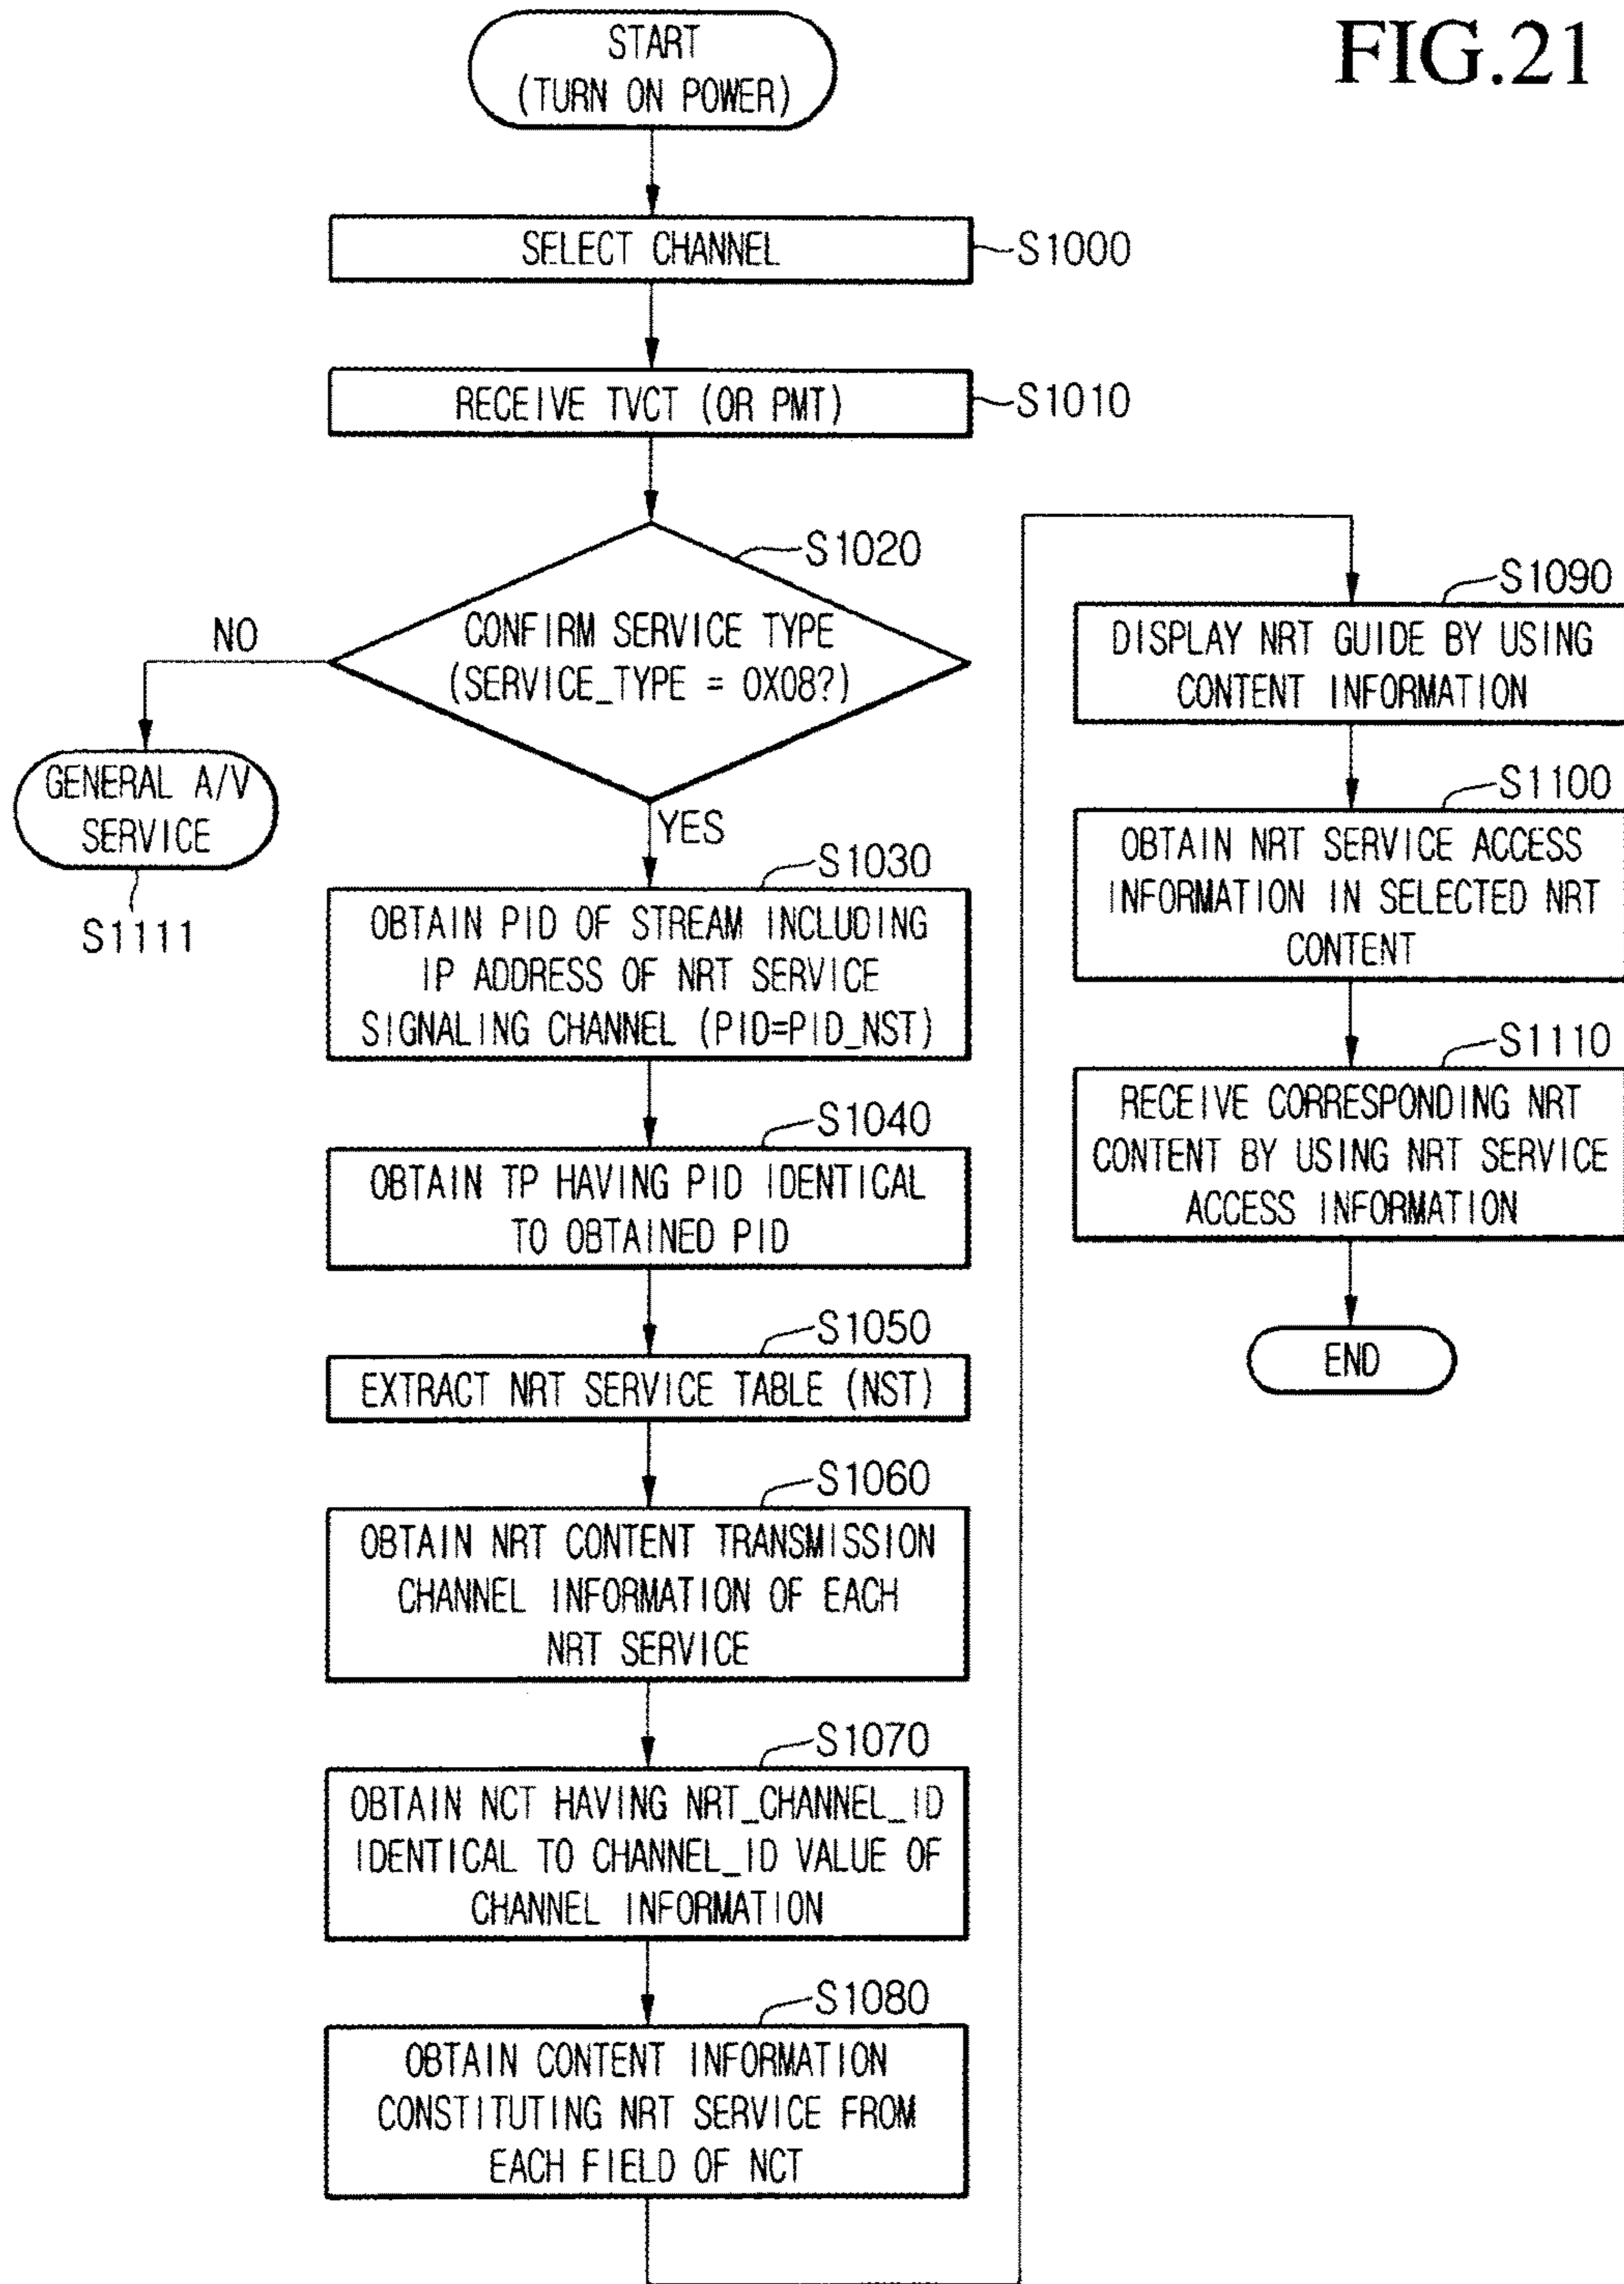 FIG.21
START
(TURN ON POWER)
SELECT CHANNEL
S1000
RECEIVE TVCT (OR PMT)
S1010
S1020
CONFIRM SERVICE TYPE
(SERVICE_TYPE = 0X08?)
NO
GENERAL A/V
SERVICE
S1111
YES
S1030
OBTAIN PID OF STREAM INCLUDING
IP ADDRESS OF NRT SERVICE
SIGNALING CHANNEL (PID=PID_NST)
S1040
OBTAIN TP HAVING PID IDENTICAL
TO OBTAINED PID
S1050
EXTRACT NRT SERVICE TABLE (NST)
S1060
OBTAIN NRT CONTENT TRANSMISSION
CHANNEL INFORMATION OF EACH
NRT SERVICE
S1070
OBTAIN NCT HAVING NRT_CHANNEL_ID
IDENTICAL TO CHANNEL_ID VALUE OF
CHANNEL INFORMATION
S1080
OBTAIN CONTENT INFORMATION
CONSTITUTING NRT SERVICE FROM
EACH FIELD OF NCT
S1090
DISPLAY NRT GUIDE BY USING
CONTENT INFORMATION
S1100
OBTAIN NRT SERVICE ACCESS
INFORMATION IN SELECTED NRT
CONTENT
S1110
RECEIVE CORRESPONDING NRT
CONTENT BY USING NRT SERVICE
ACCESS INFORMATION
END